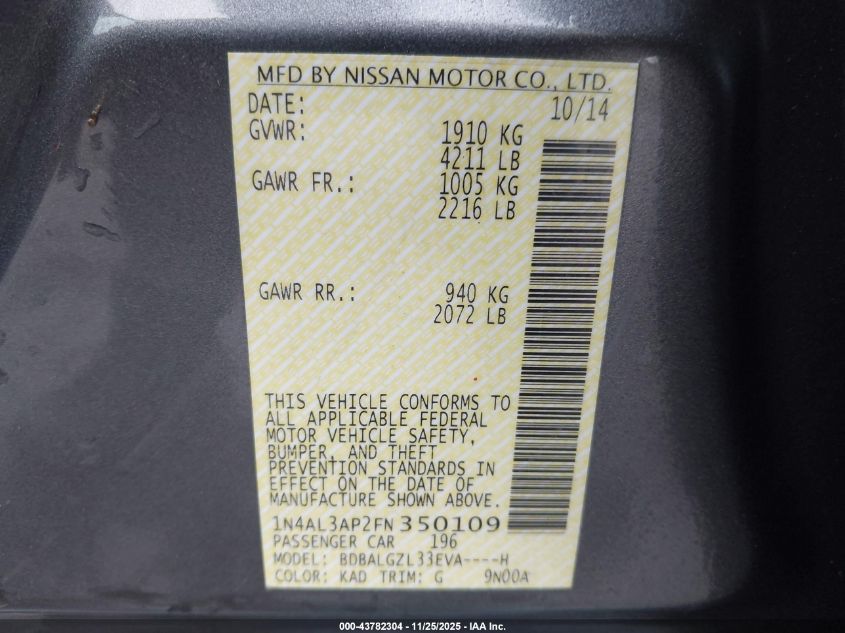 MFD BY NISSAN MOTOR CO., LTD.
DATE: 10/14
GVWR: 1910 KG
4211 LB
GAWR FR.: 1005 KG
2216 LB
GAWR RR.: 940 KG
2072 LB
THIS VEHICLE CONFORMS TO
ALL APPLICABLE FEDERAL
MOTOR VEHICLE SAFETY,
BUMPER, AND THEFT
PREVENTION STANDARDS IN
EFFECT ON THE DATE OF
MANUFACTURE SHOWN ABOVE.
1N4AL3AP2FN350109
PASSENGER CAR 196
MODEL: BDBALGZL33EVA----H
COLOR: KAD TRIM: G 9N00A
000-43782304 - 11/25/2025 - IAA Inc.